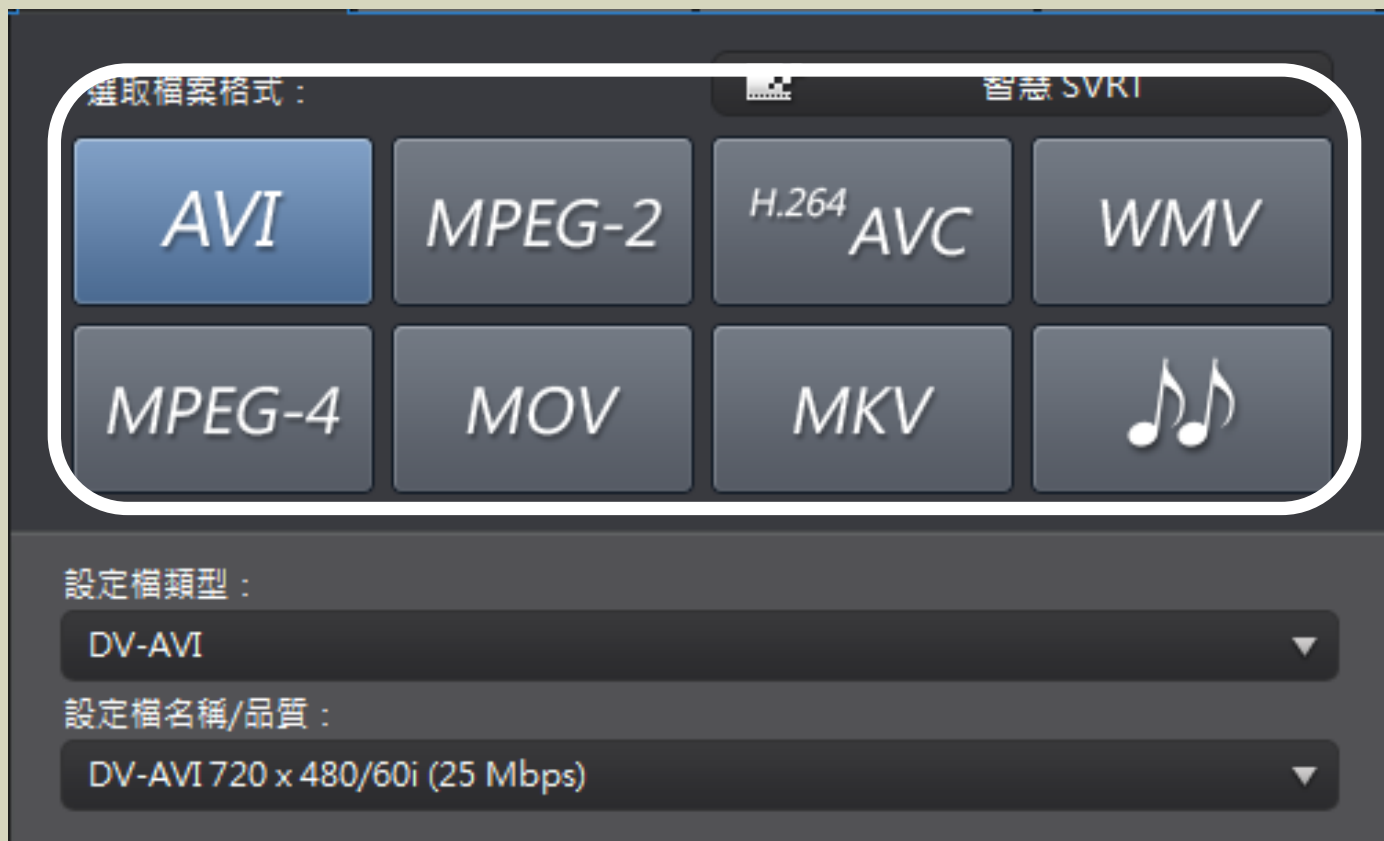 選取檔案格式：
智慧 SVRT
AVI
MPEG-2
H.264 AVC
WMV
MPEG-4
MOV
MKV
設定檔類型：
DV-AVI
設定檔名稱/品質：
DV-AVI 720 x 480/60i (25 Mbps)